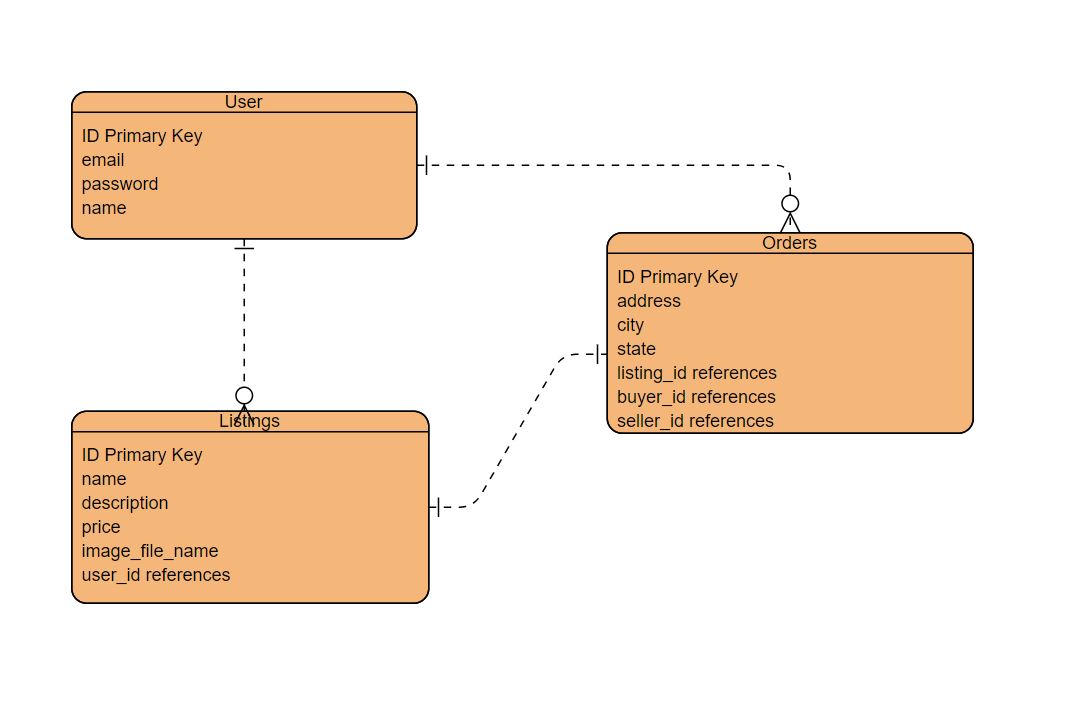 User
ID Primary Key
email
password
name
Orders
ID Primary Key
address
city
state
listing_id references
buyer_id references
seller_id references
Listings
ID Primary Key
name
description
price
image_file_name
user_id references